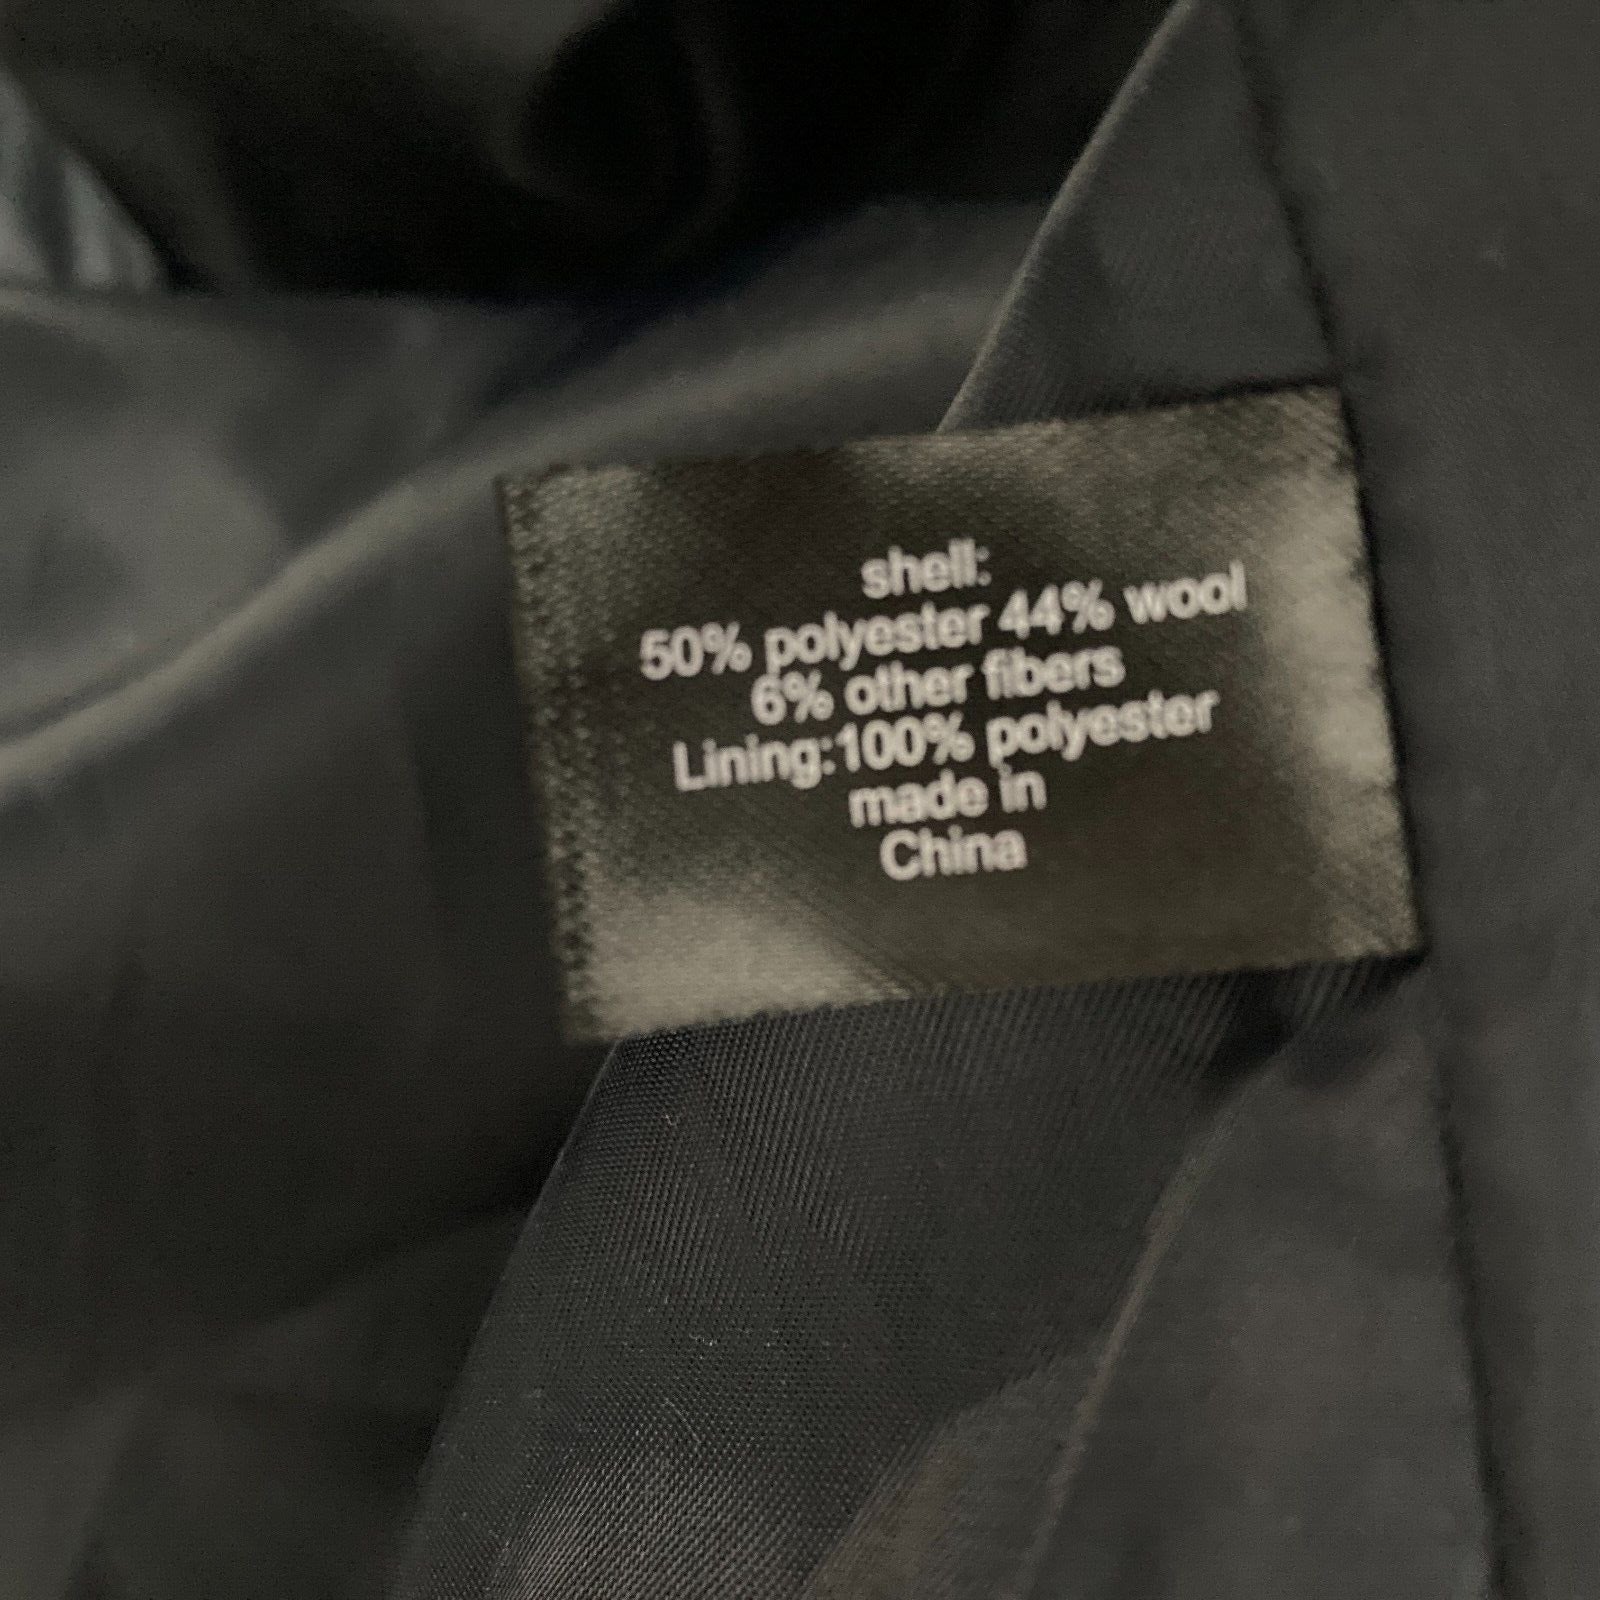 shell:
50% polyester 44% wool
6% other fibers
Lining:100% polyester
made in
China